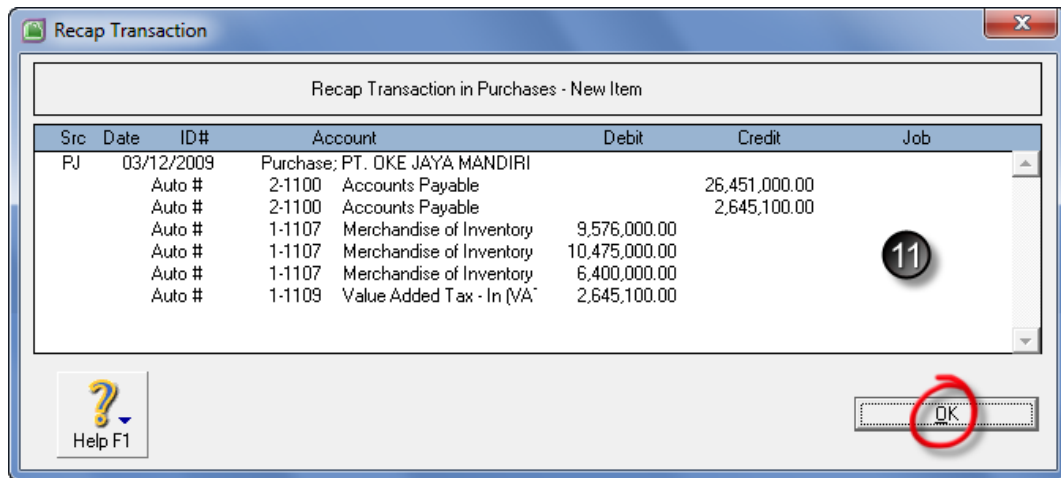 Recap Transaction
Recap Transaction in Purchases - New Item
Src Date ID# Account Debit Credit Job
PJ 03/12/2009 Purchase; PT. OKE JAYA MANDIRI
Auto # 2-1100 Accounts Payable 26,451,000.00
Auto # 2-1100 Accounts Payable 2,645,100.00
Auto # 1-1107 Merchandise of Inventory 9,576,000.00
Auto # 1-1107 Merchandise of Inventory 10,475,000.00
Auto # 1-1107 Merchandise of Inventory 6,400,000.00
Auto # 1-1109 Value Added Tax - In (VA 2,645,100.00
11
Help F1
OK